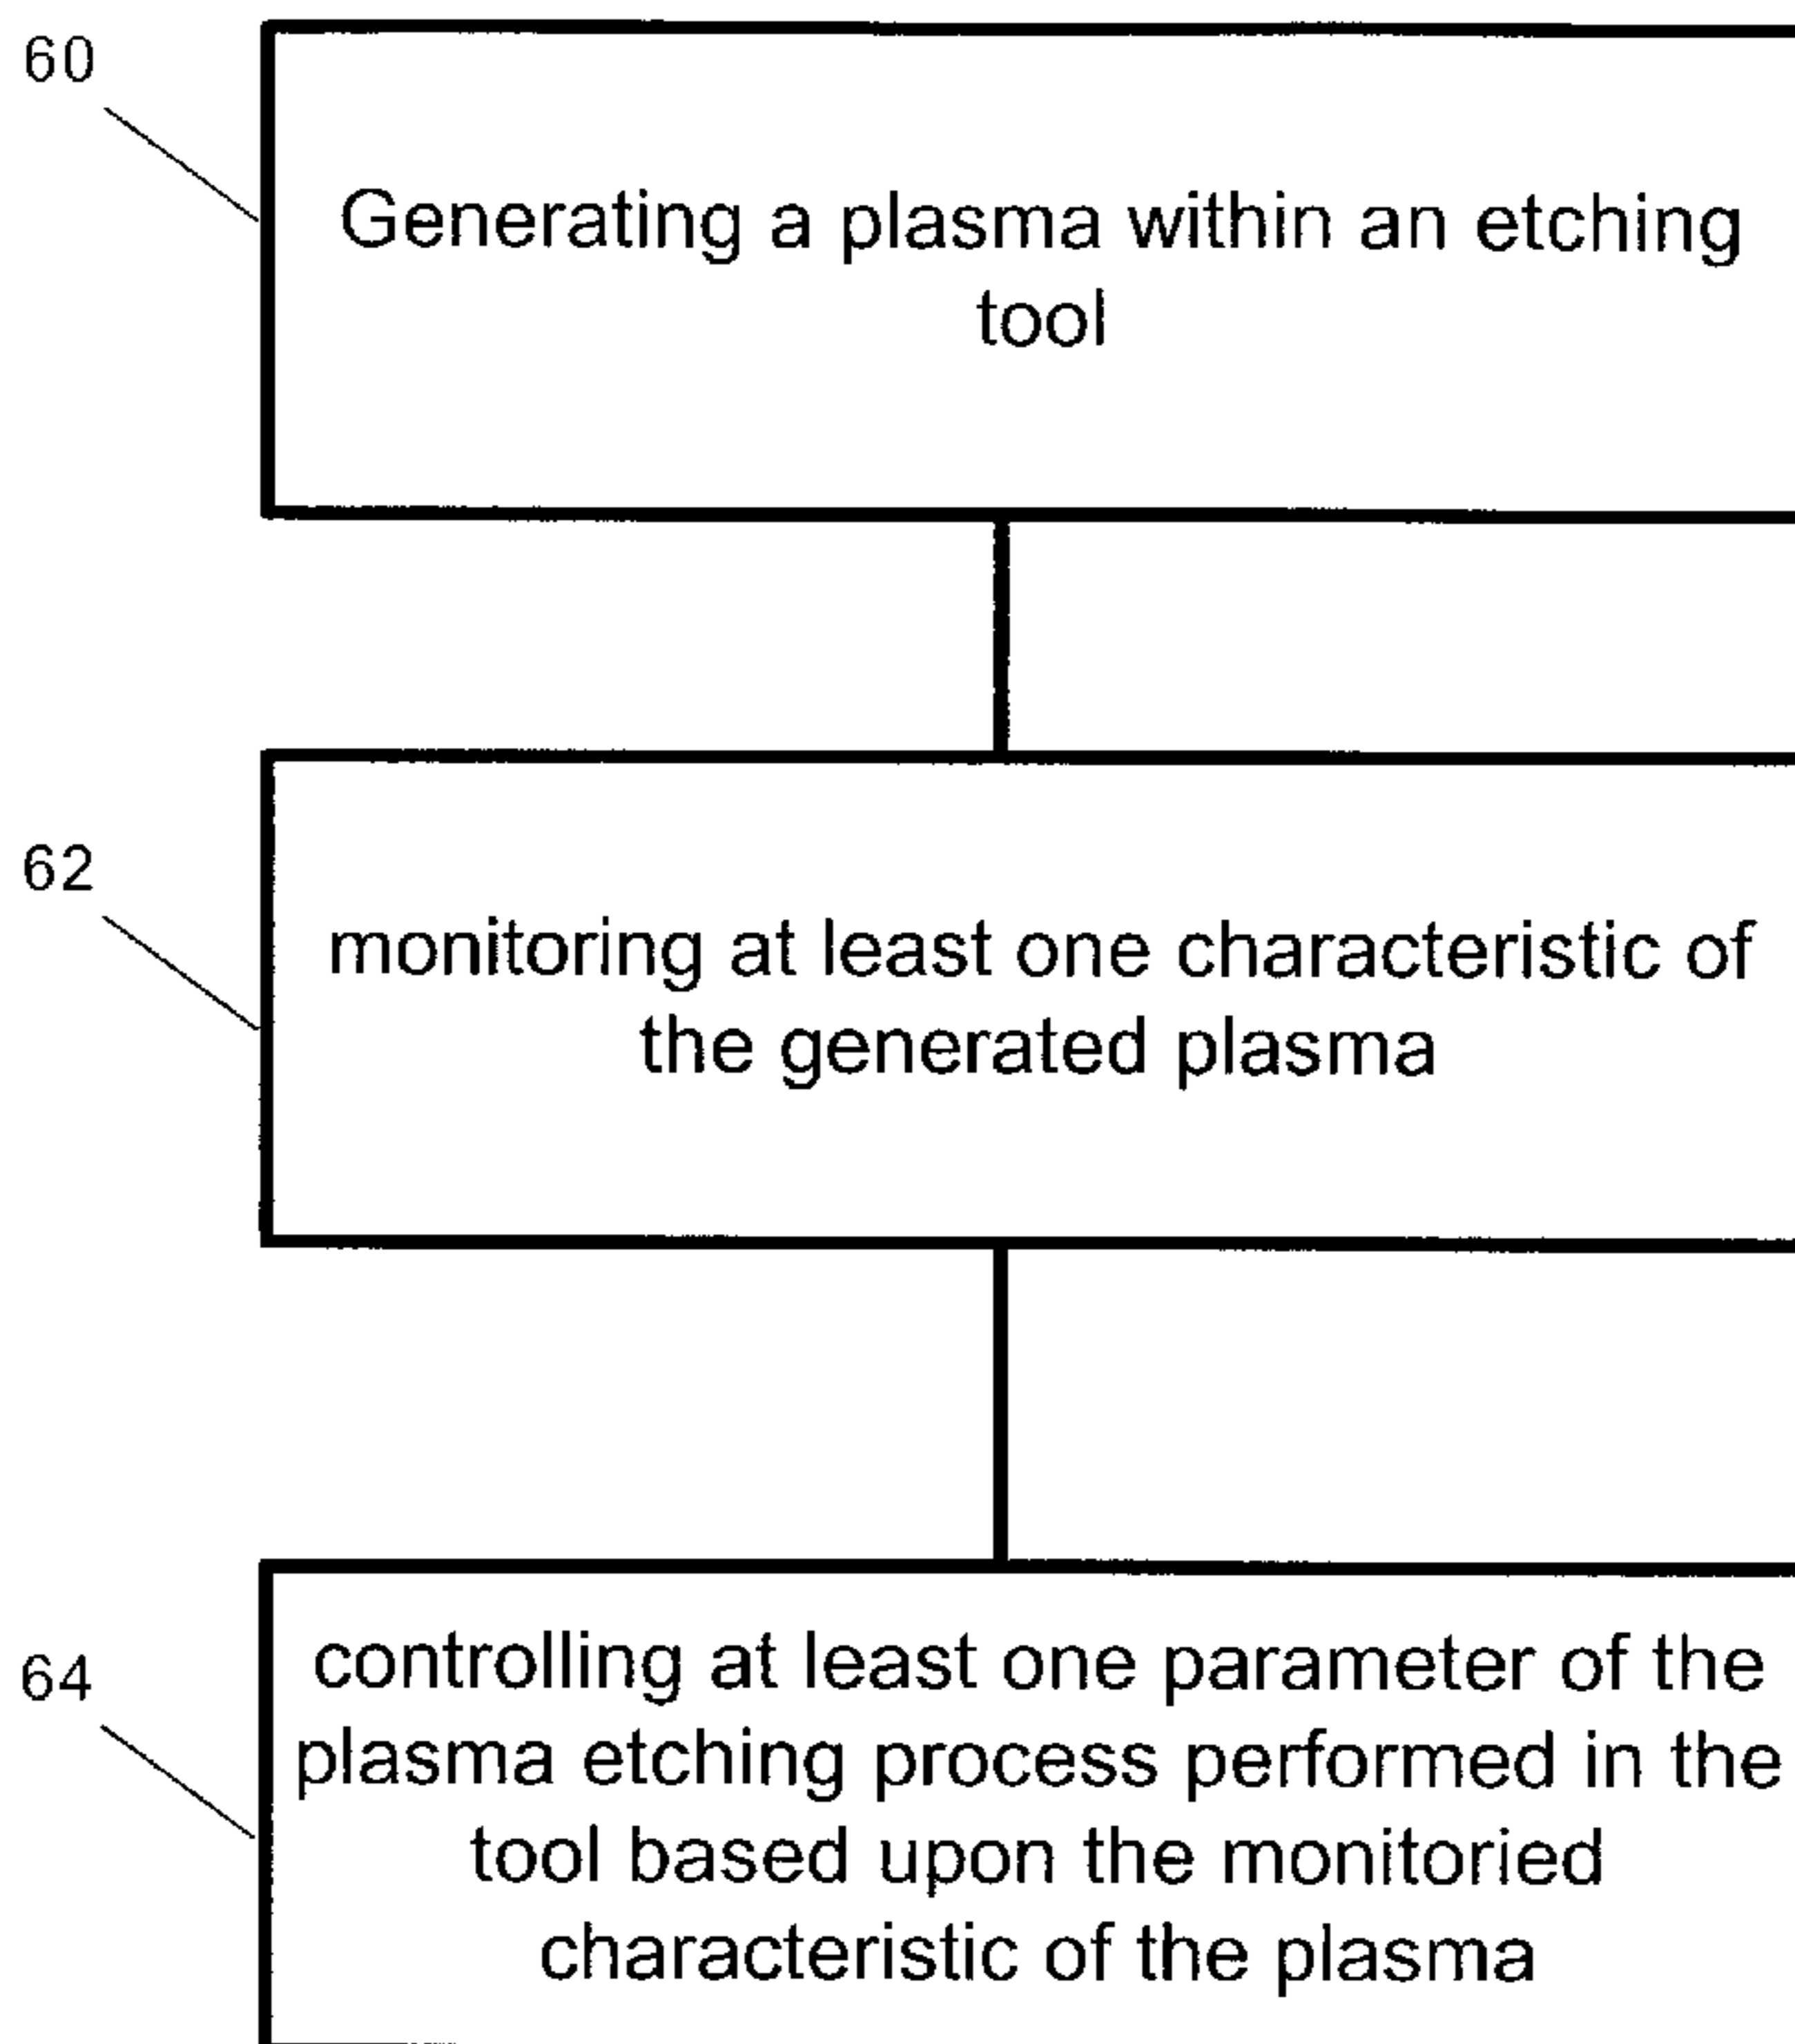 60
Generating a plasma within an etching
tool
62
monitoring at least one characteristic of
the generated plasma
64
controlling at least one parameter of the
plasma etching process performed in the
tool based upon the monitoried
characteristic of the plasma